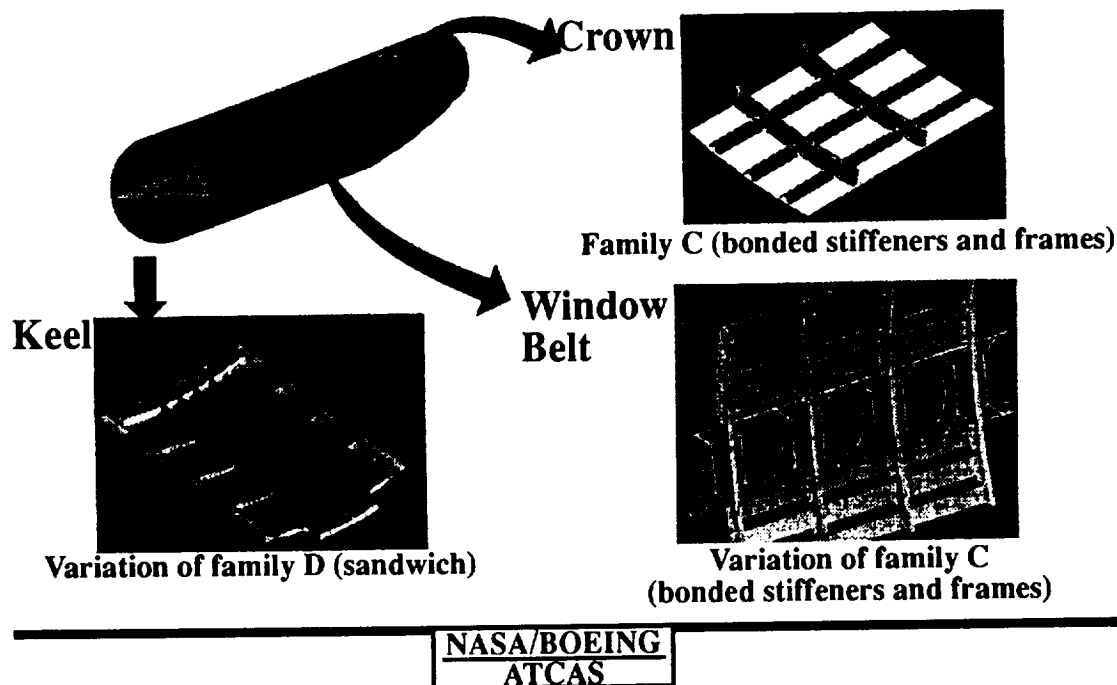 Crown
Family C (bonded stiffeners and frames)
Window
Belt
Keel
Variation of family D (sandwich)
Variation of family C
(bonded stiffeners and frames)
NASA/BOEING
ATCAS